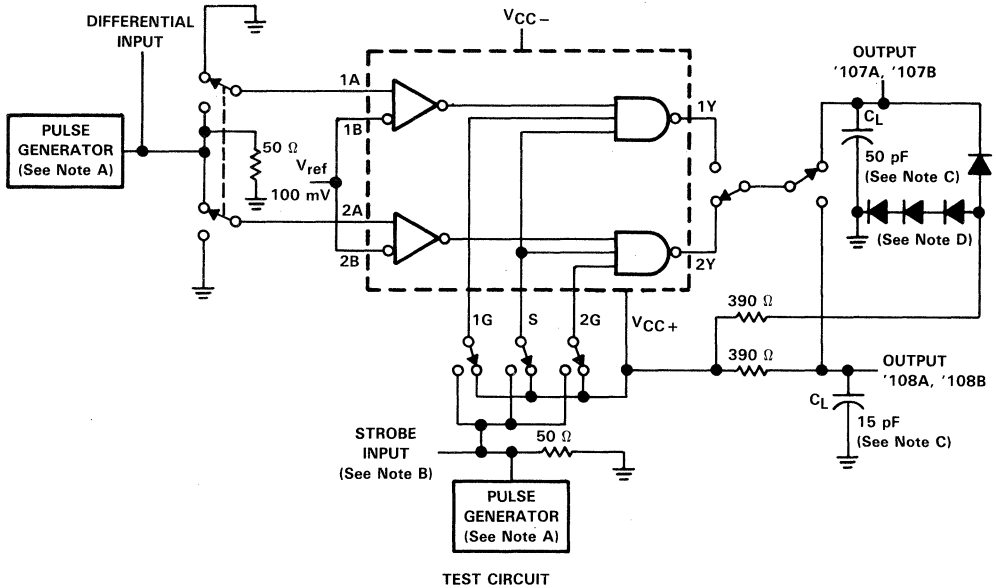 VCC−
DIFFERENTIAL
INPUT
OUTPUT
'107A, '107B
1A
1Y
CL
PULSE
GENERATOR
(See Note A)
1B
50 Ω
50 pF
(See Note C)
Vref
100 mV
2A
(See Note D)
2B
2Y
390 Ω
1G
S
2G
VCC+
390 Ω
OUTPUT
'108A, '108B
CL
15 pF
(See Note C)
STROBE
INPUT
(See Note B)
50 Ω
PULSE
GENERATOR
(See Note A)
TEST CIRCUIT